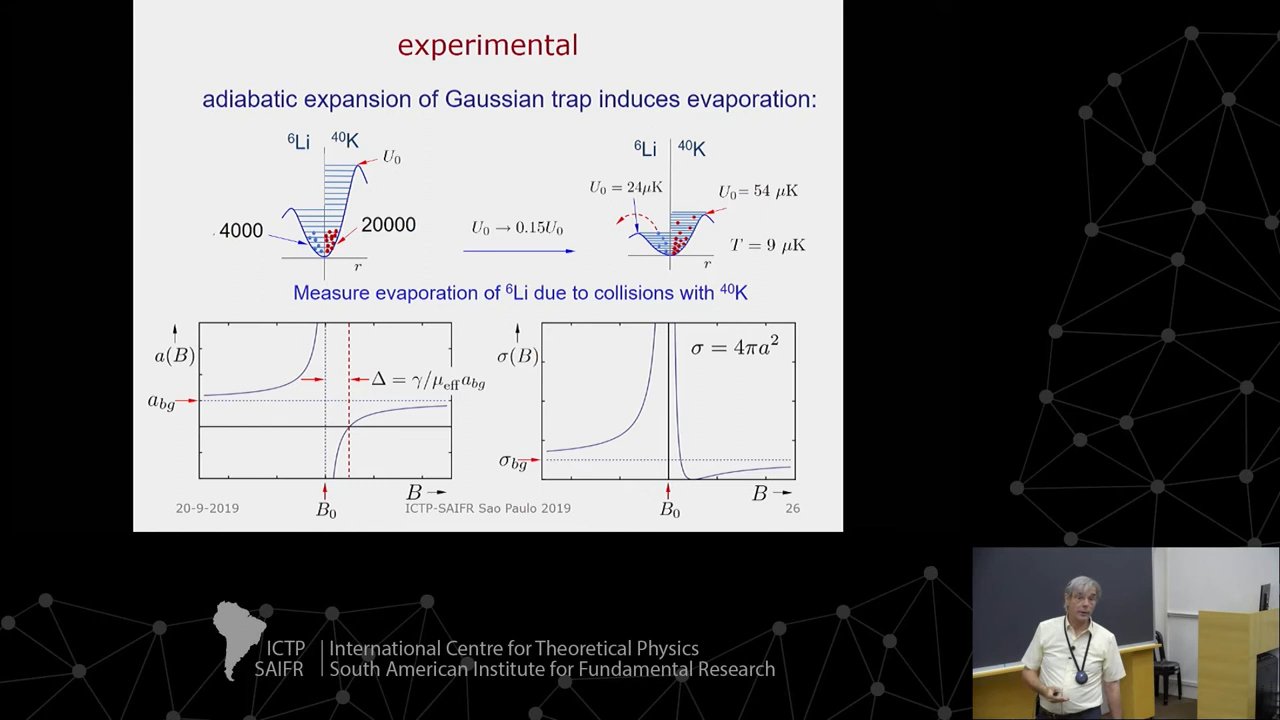 experimental
adiabatic expansion of Gaussian trap induces evaporation:
⁶Li ⁴⁰K
U₀
4000
20000
r
U₀ → 0.15U₀
⁶Li ⁴⁰K
U₀ = 24μK
U₀ = 54 μK
T = 9 μK
r
Measure evaporation of ⁶Li due to collisions with ⁴⁰K
a(B)
Δ = γ/μ_eff a_bg
a_bg
B
B₀
σ(B)
σ = 4πa²
σ_bg
B
B₀
20-9-2019
ICTP-SAIFR Sao Paulo 2019
26
ICTP
SAIFR
International Centre for Theoretical Physics
South American Institute for Fundamental Research